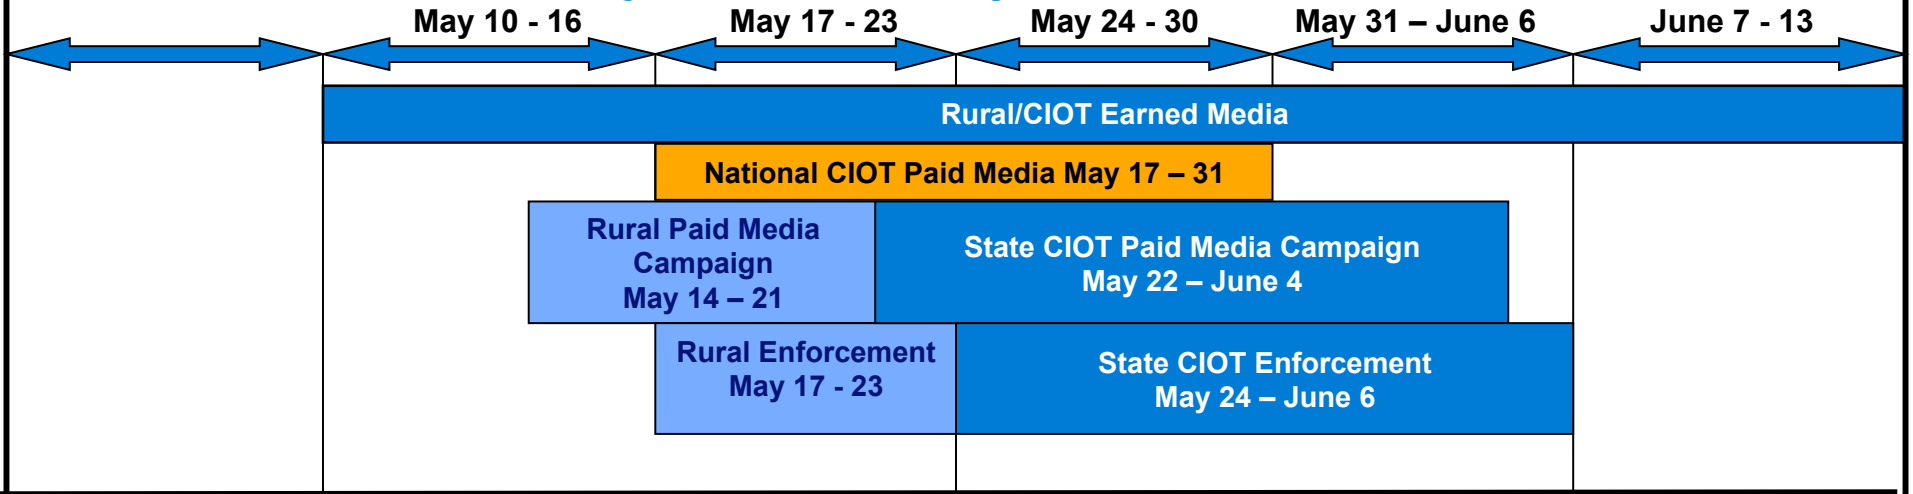 May 10 - 16
May 17 - 23
May 24 - 30
May 31 – June 6
June 7 - 13
Rural/CIOT Earned Media
National CIOT Paid Media May 17 – 31
Rural Paid Media
Campaign
May 14 – 21
State CIOT Paid Media Campaign
May 22 – June 4
Rural Enforcement
May 17 - 23
State CIOT Enforcement
May 24 – June 6